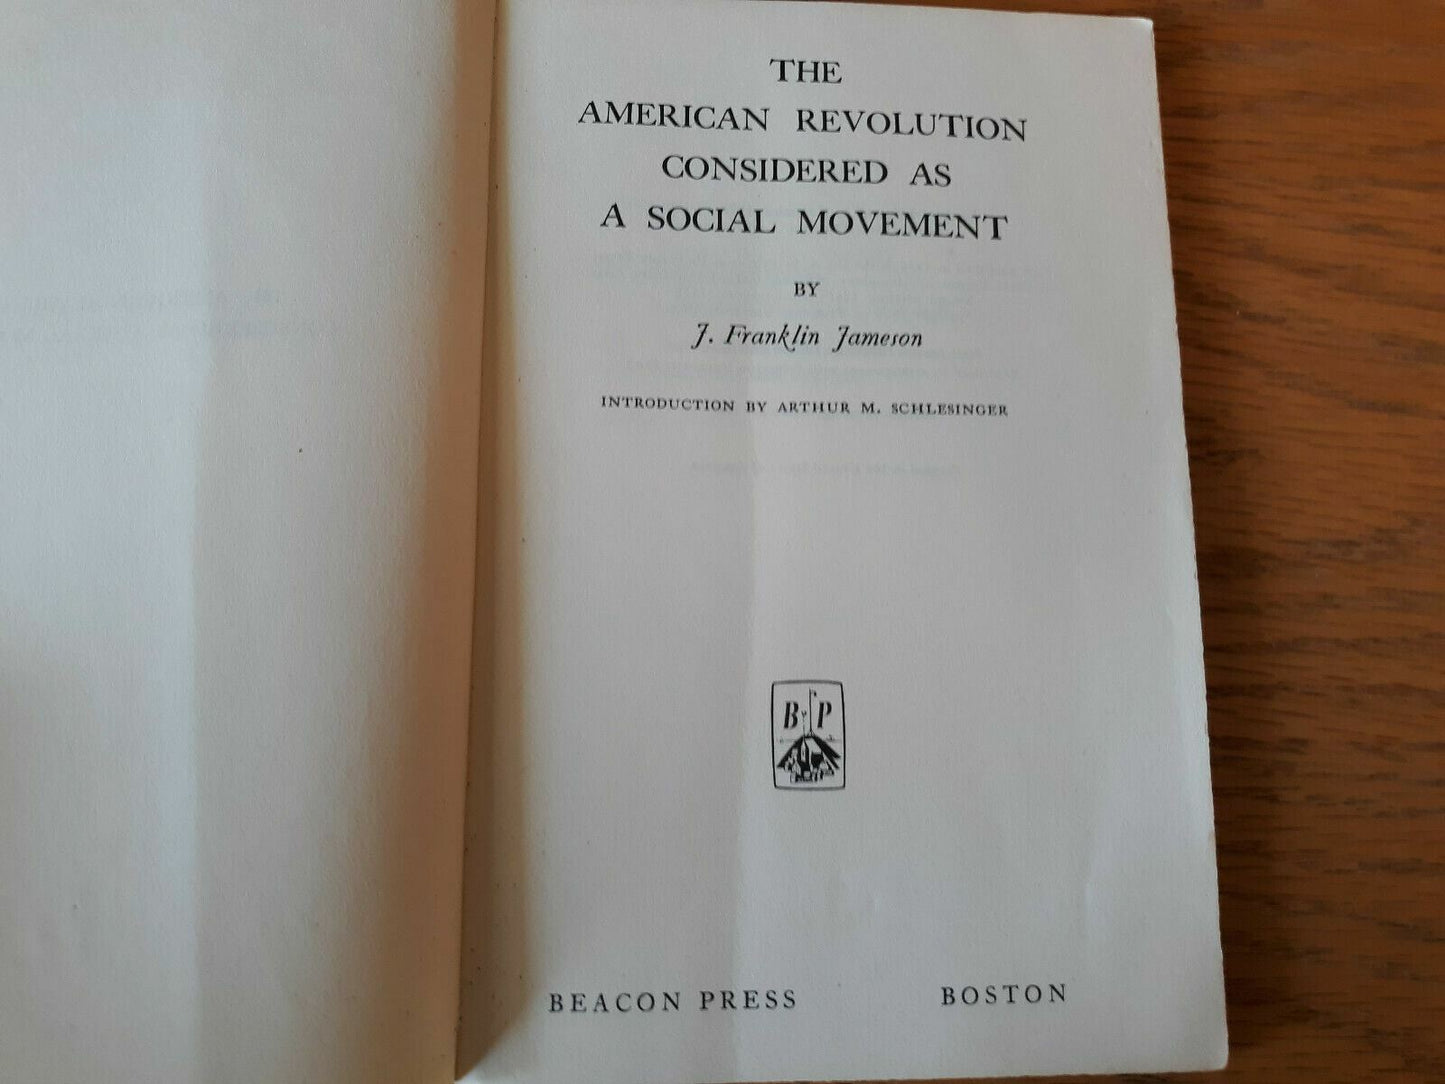 THE
AMERICAN REVOLUTION
CONSIDERED AS
A SOCIAL MOVEMENT
BY
J. Franklin Jameson
INTRODUCTION BY ARTHUR M. SCHLESINGER
B P
BEACON PRESS BOSTON